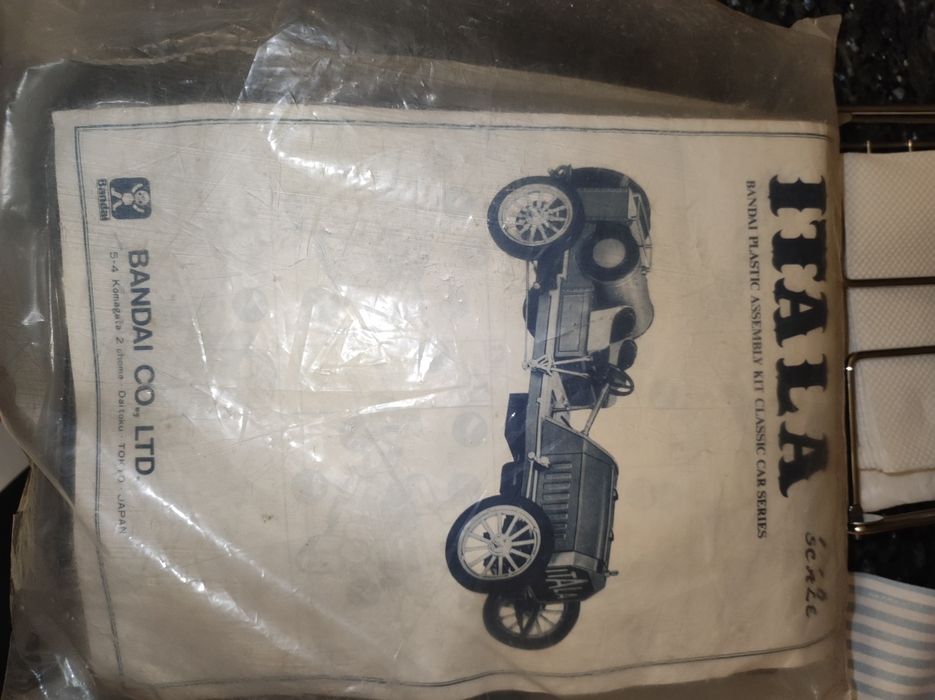 ITALA
BANDAI PLASTIC ASSEMBLY KIT CLASSIC CAR SERIES
ITALA
Bandai
BANDAI CO., LTD.
5-4 Komagata 2 chome · Daitoku · TOKYO · JAPAN